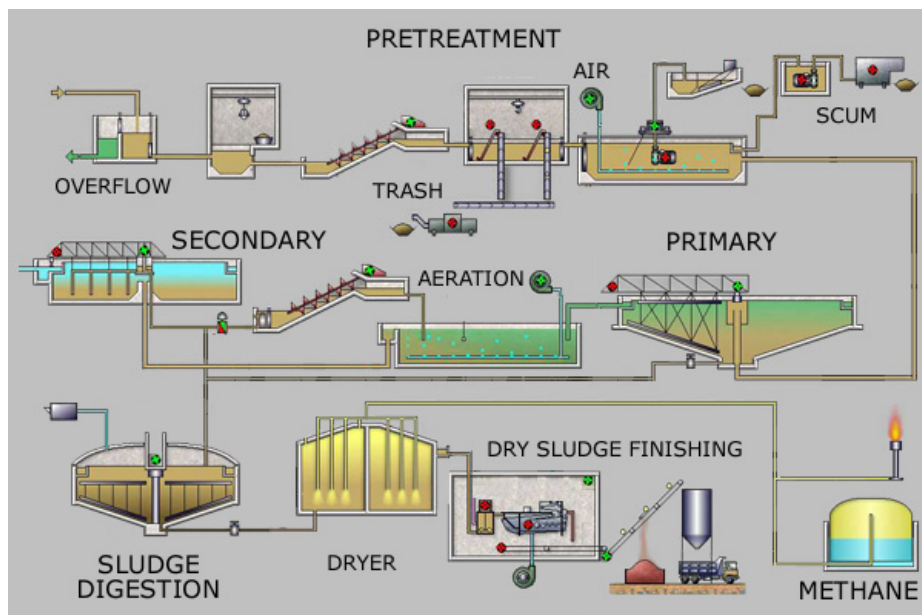 PRETREATMENT
AIR
SCUM
OVERFLOW
TRASH
SECONDARY
AERATION
PRIMARY
DRY SLUDGE FINISHING
SLUDGE
DIGESTION
DRYER
METHANE